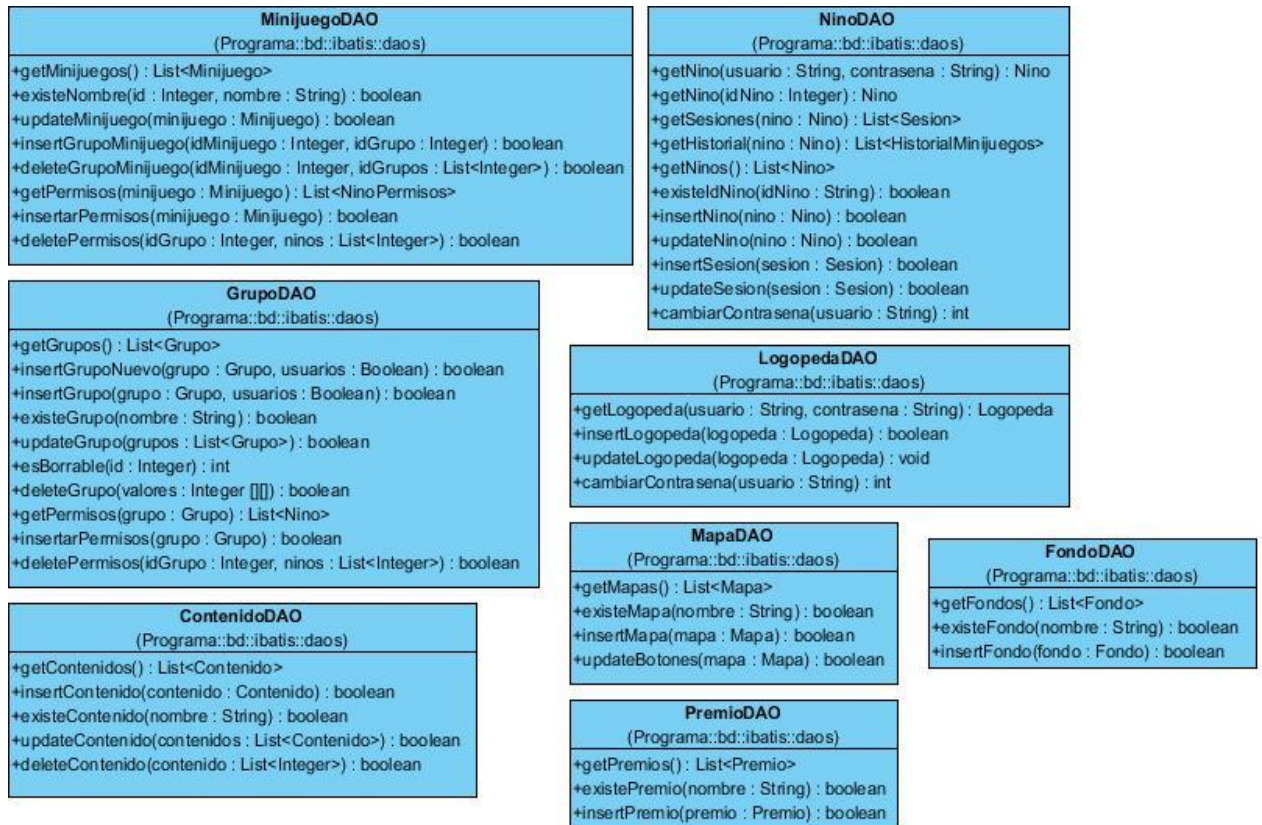 MinijuegoDAO
(Programa::bd::ibatis::daos)
+getMinijuegos() : List<Minijuego>
+existeNombre(id : Integer, nombre : String) : boolean
+updateMinijuego(minijuego : Minijuego) : boolean
+insertGrupoMinijuego(idMinijuego : Integer, idGrupo : Integer) : boolean
+deleteGrupoMinijuego(idMinijuego : Integer, idGrupos : List<Integer>) : boolean
+getPermisos(minijuego : Minijuego) : List<NinoPermisos>
+insertarPermisos(minijuego : Minijuego) : boolean
+deletePermisos(idGrupo : Integer, ninos : List<Integer>) : boolean
NinoDAO
(Programa::bd::ibatis::daos)
+getNino(usuario : String, contrasena : String) : Nino
+getNino(idNino : Integer) : Nino
+getSesiones(nino : Nino) : List<Sesion>
+getHistorial(nino : Nino) : List<HistorialMinijuegos>
+getNinos() : List<Nino>
+existeIdNino(idNino : String) : boolean
+insertNino(nino : Nino) : boolean
+updateNino(nino : Nino) : boolean
+insertSesion(sesion : Sesion) : boolean
+updateSesion(sesion : Sesion) : boolean
+cambiarContrasena(usuario : String) : int
GrupoDAO
(Programa::bd::ibatis::daos)
+getGrupos() : List<Grupo>
+insertGrupoNuevo(grupo : Grupo, usuarios : Boolean) : boolean
+insertGrupo(grupo : Grupo, usuarios : Boolean) : boolean
+existeGrupo(nombre : String) : boolean
+updateGrupo(grupos : List<Grupo>) : boolean
+esBorrable(id : Integer) : int
+deleteGrupo(valores : Integer [][]) : boolean
+getPermisos(grupo : Grupo) : List<Nino>
+insertarPermisos(grupo : Grupo) : boolean
+deletePermisos(idGrupo : Integer, ninos : List<Integer>) : boolean
LogopedaDAO
(Programa::bd::ibatis::daos)
+getLogopeda(usuario : String, contrasena : String) : Logopeda
+insertLogopeda(logopeda : Logopeda) : boolean
+updateLogopeda(logopeda : Logopeda) : void
+cambiarContrasena(usuario : String) : int
MapaDAO
(Programa::bd::ibatis::daos)
+getMapas() : List<Mapa>
+existeMapa(nombre : String) : boolean
+insertMapa(mapa : Mapa) : boolean
+updateBotones(mapa : Mapa) : boolean
FondoDAO
(Programa::bd::ibatis::daos)
+getFondos() : List<Fondo>
+existeFondo(nombre : String) : boolean
+insertFondo(fondo : Fondo) : boolean
ContenidoDAO
(Programa::bd::ibatis::daos)
+getContenidos() : List<Contenido>
+insertContenido(contenido : Contenido) : boolean
+existeContenido(nombre : String) : boolean
+updateContenido(contenidos : List<Contenido>) : boolean
+deleteContenido(contenido : List<Integer>) : boolean
PremioDAO
(Programa::bd::ibatis::daos)
+getPremios() : List<Premio>
+existePremio(nombre : String) : boolean
+insertPremio(premio : Premio) : boolean